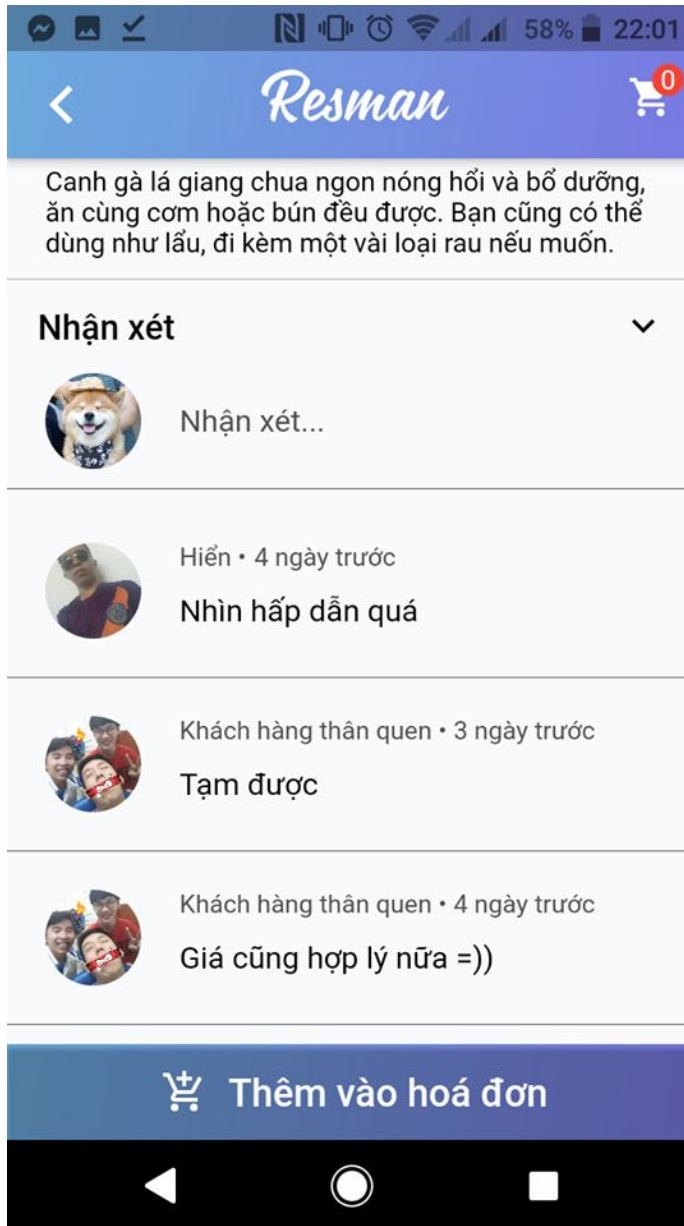 58% 22:01
Resman
0
Canh gà lá giang chua ngon nóng hổi và bổ dưỡng,
ăn cùng cơm hoặc bún đều được. Bạn cũng có thể
dùng như lẩu, đi kèm một vài loại rau nếu muốn.
Nhận xét
Nhận xét...
Hiển • 4 ngày trước
Nhìn hấp dẫn quá
Khách hàng thân quen • 3 ngày trước
Tạm được
Khách hàng thân quen • 4 ngày trước
Giá cũng hợp lý nữa =))
Thêm vào hoá đơn